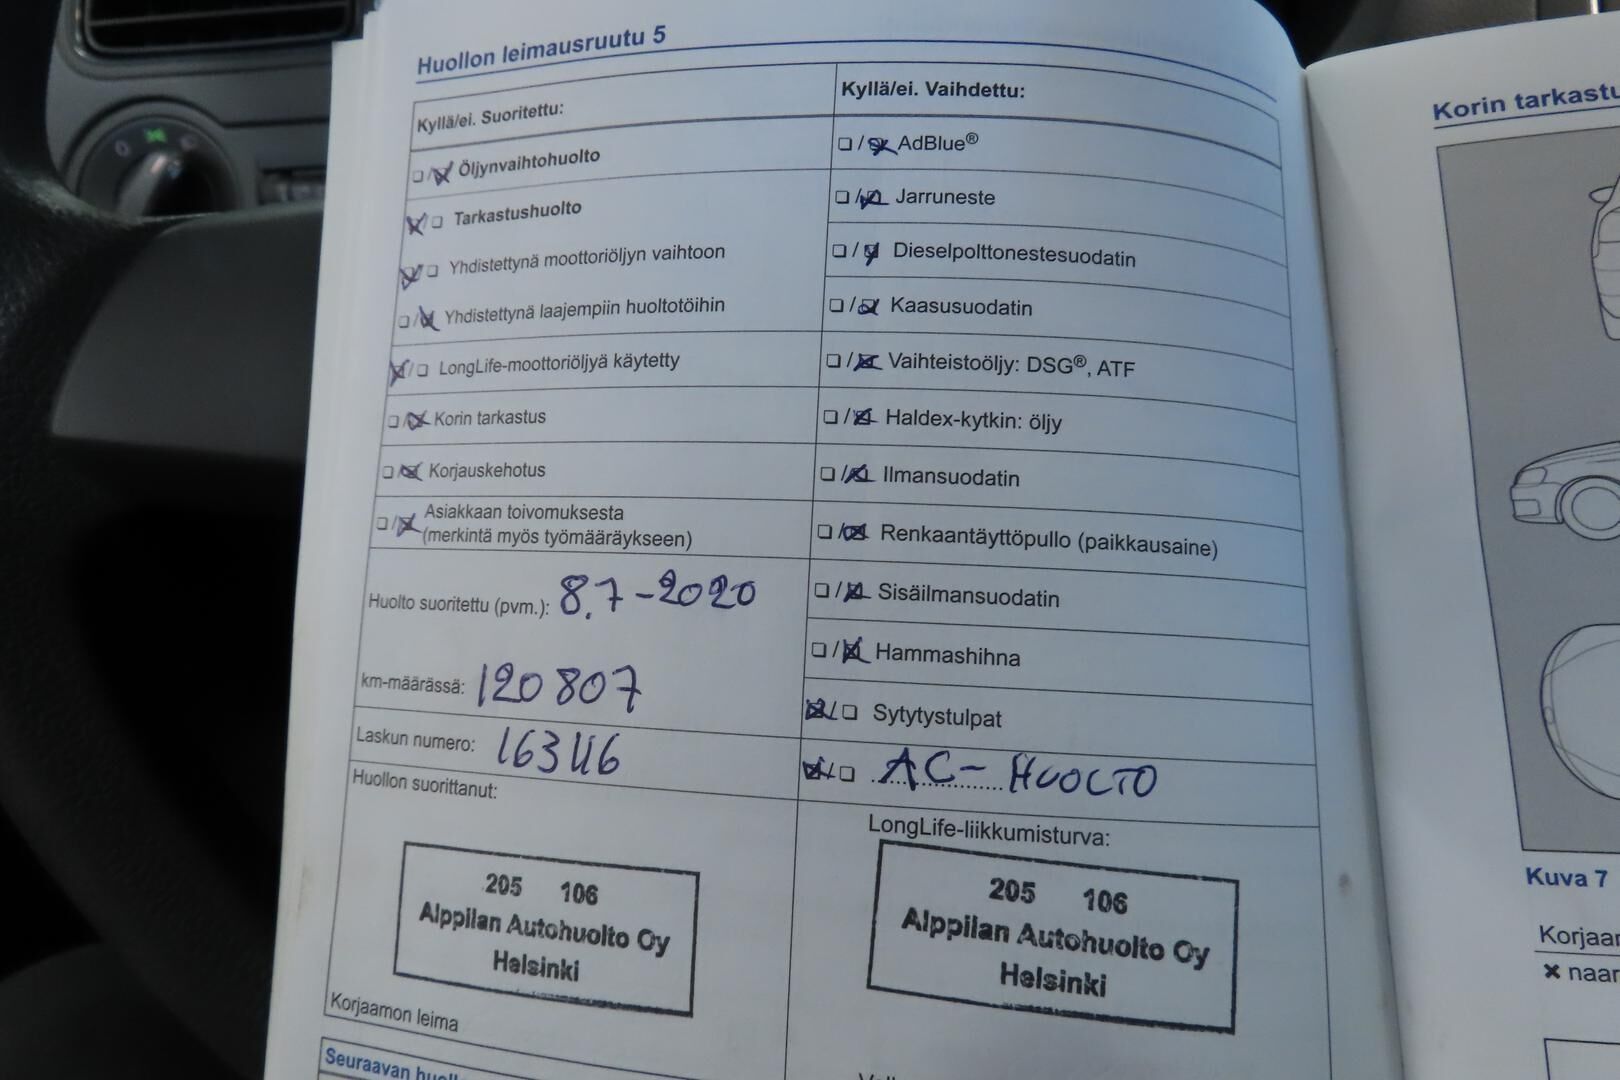 Huollon leimausruutu 5
Kyllä/ei. Suoritettu:
☐/☒ Öljynvaihtohuolto
☒/☐ Tarkastushuolto
☒/☐ Yhdistettynä moottoriöljyn vaihtoon
☐/☒ Yhdistettynä laajempiin huoltotöihin
☒/☐ LongLife-moottoriöljyä käytetty
☐/☒ Korin tarkastus
☐/☒ Korjauskehotus
☐/☒ Asiakkaan toivomuksesta
(merkintä myös työmääräykseen)
Huolto suoritettu (pvm.): 8.7-2020
km-määrässä: 120807
Laskun numero:
Huollon suorittanut:
205 106
Alppilan Autohuolto Oy
Helsinki
Korjaamon leima
Kyllä/ei. Vaihdettu:
☐/☒ AdBlue®
☐/☒ Jarruneste
☐/☒ Dieselpolttonestesuodatin
☐/☒ Kaasusuodatin
☐/☒ Vaihteistoöljy: DSG®, ATF
☐/☒ Haldex-kytkin: öljy
☐/☒ Ilmansuodatin
☐/☒ Renkaantäyttöpullo (paikkausaine)
☐/☒ Sisäilmansuodatin
☐/☒ Hammashihna
☒/☐ Sytytystulpat
☒/☐ AC-HUOLTO
LongLife-liikkumisturva:
205 106
Alppilan Autohuolto Oy
Helsinki
Seuraavan
Korin
Kuva 7